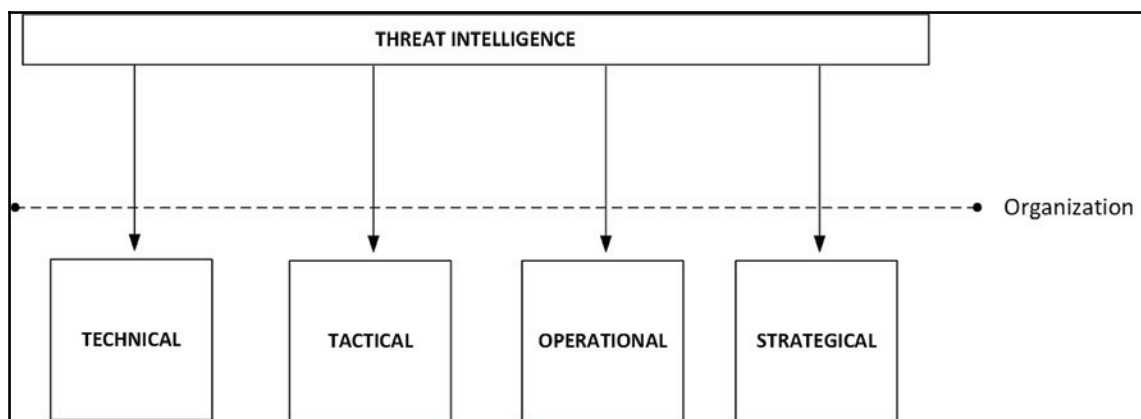 THREAT INTELLIGENCE
Organization
TECHNICAL
TACTICAL
OPERATIONAL
STRATEGICAL